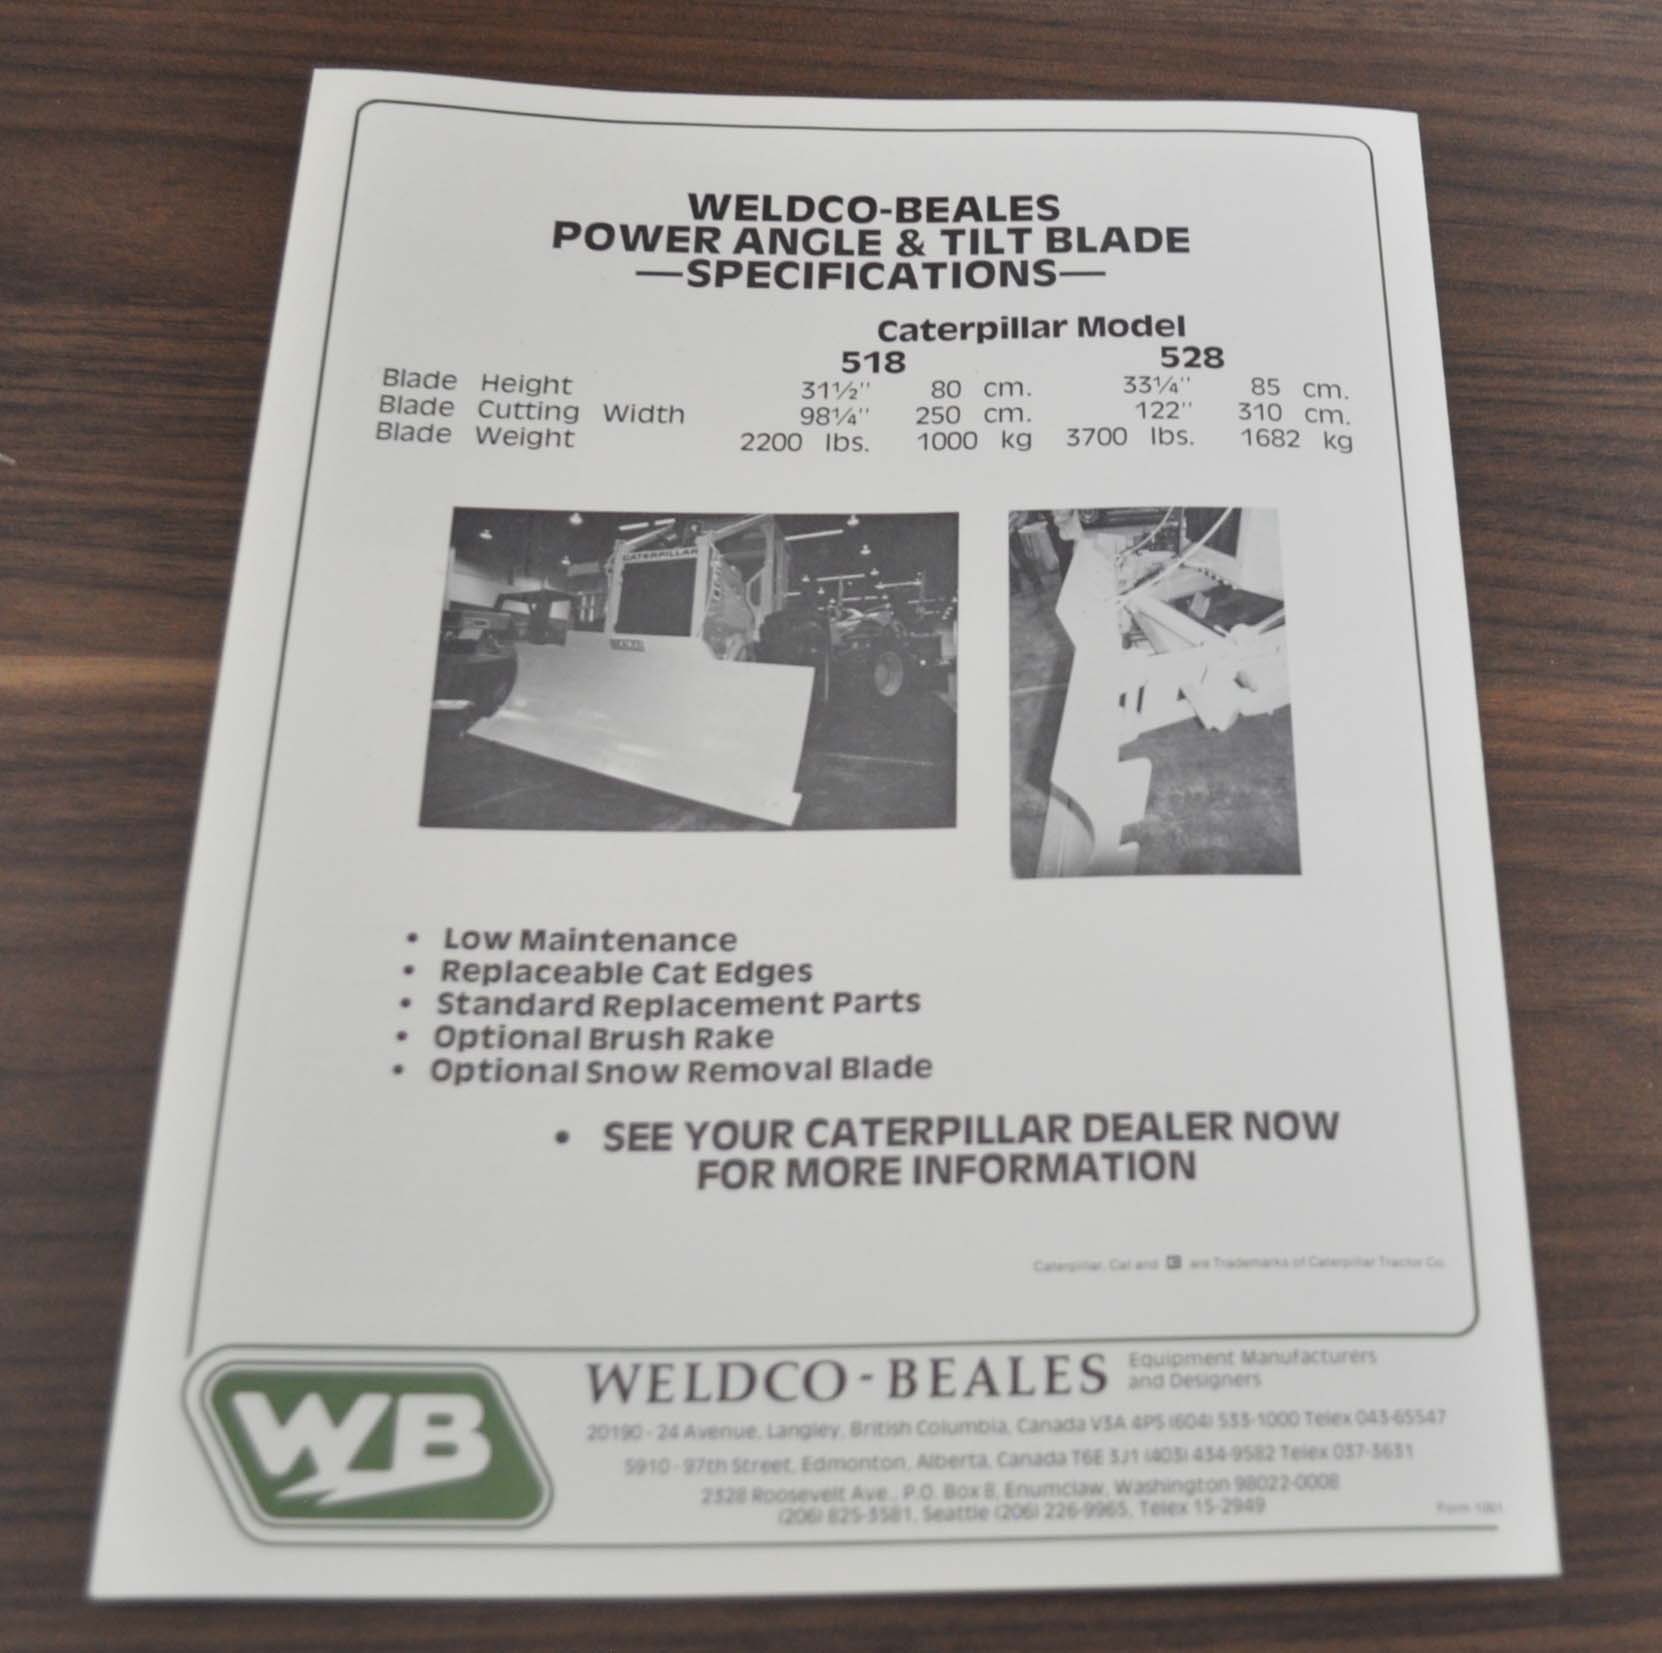 WELDCO-BEALES
POWER ANGLE & TILT BLADE
—SPECIFICATIONS—
Caterpillar Model
518 528
Blade Height 31½" 80 cm. 33¼" 85 cm.
Blade Cutting Width 98¼" 250 cm. 122" 310 cm.
Blade Weight 2200 lbs. 1000 kg 3700 lbs. 1682 kg
CATERPILLAR
• Low Maintenance
• Replaceable Cat Edges
• Standard Replacement Parts
• Optional Brush Rake
• Optional Snow Removal Blade
• SEE YOUR CATERPILLAR DEALER NOW
FOR MORE INFORMATION
Caterpillar, Cat and are Trademarks of Caterpillar Tractor Co.
WB
WELDCO-BEALES
Equipment Manufacturers
and Designers
20190 - 24 Avenue, Langley, British Columbia, Canada V3A 4P5 (604) 533-1000 Telex 043-65547
5910 - 97th Street, Edmonton, Alberta, Canada T6E 3J1 (403) 434-9582 Telex 037-3631
2328 Roosevelt Ave., P.O. Box 8, Enumclaw, Washington 98022-0008
(206) 825-3581, Seattle (206) 226-9965, Telex 15-2949
Form